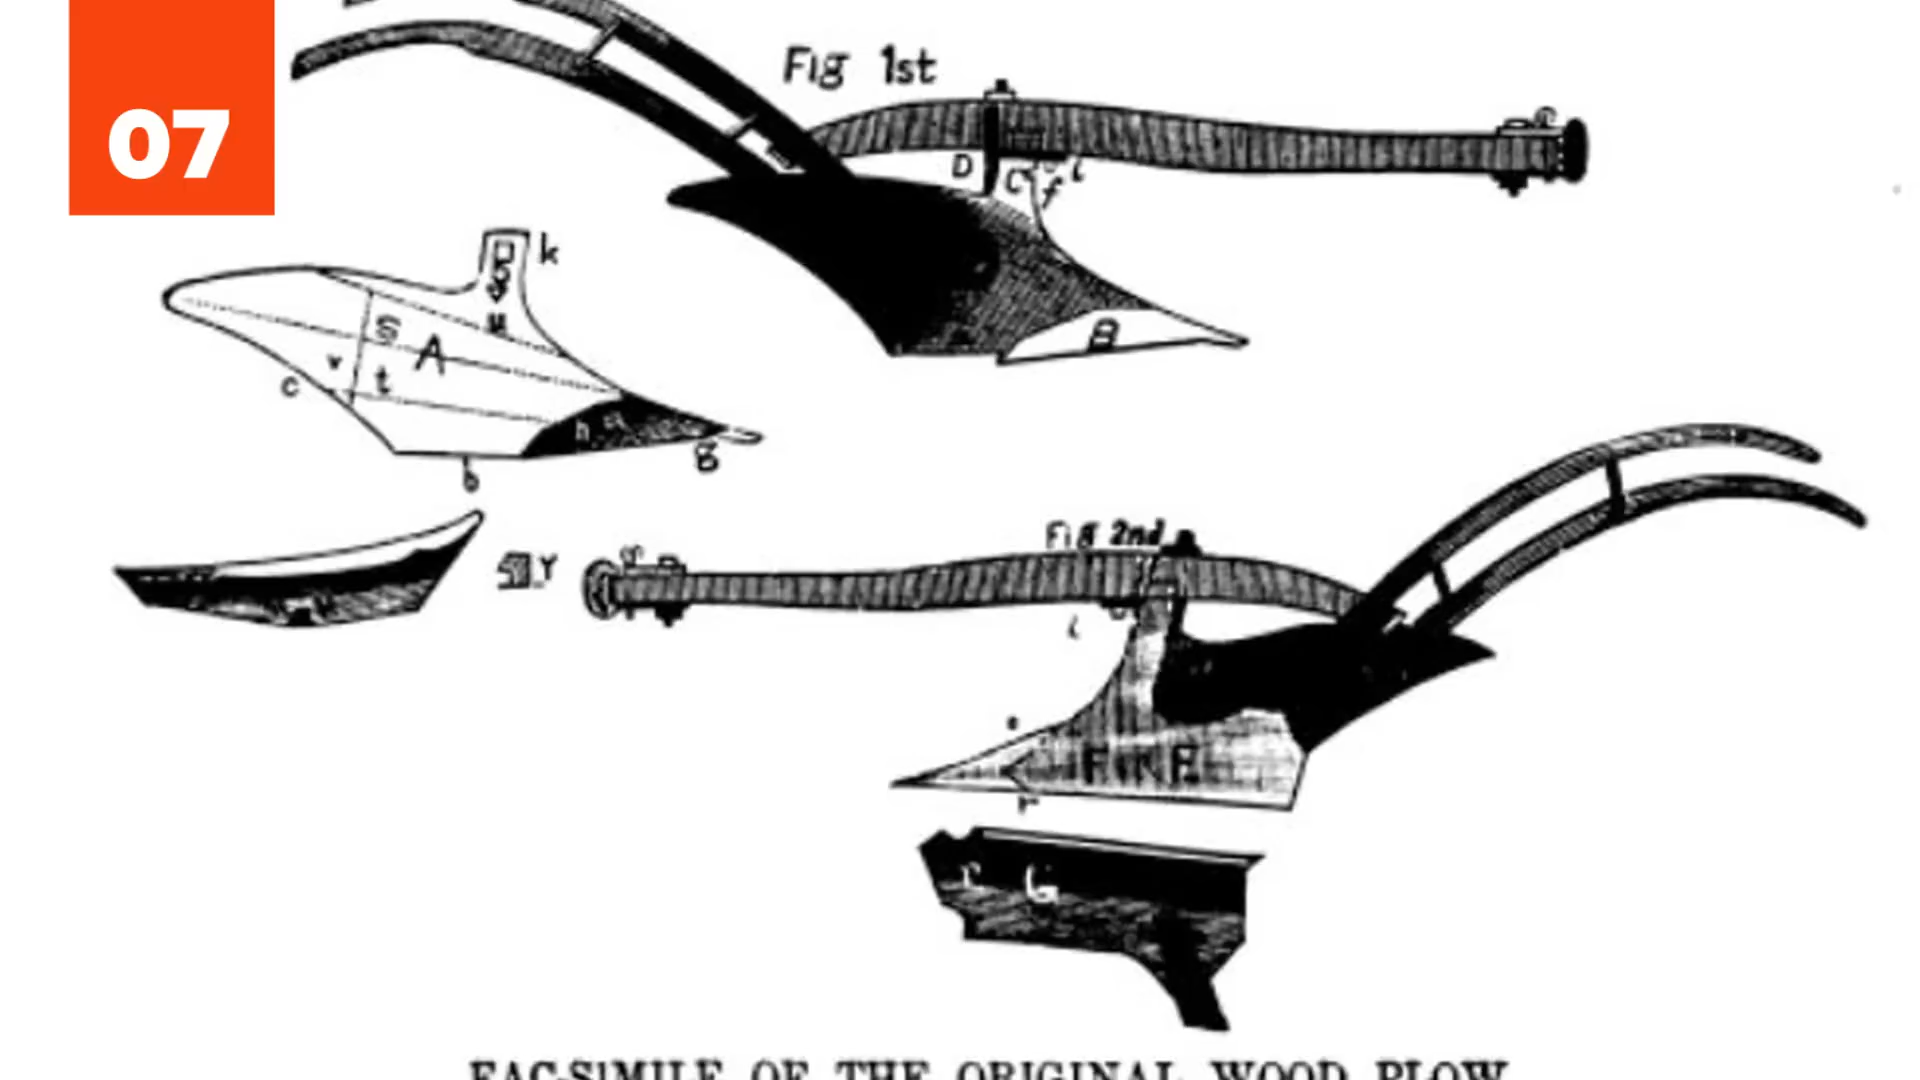 07
Fig 1st
D
C
f
i
k
S
A
v
t
c
B
h
g
b
Fig 2nd
Y
i
e
r
G
FAC-SIMILE OF THE ORIGINAL WOOD PLOW